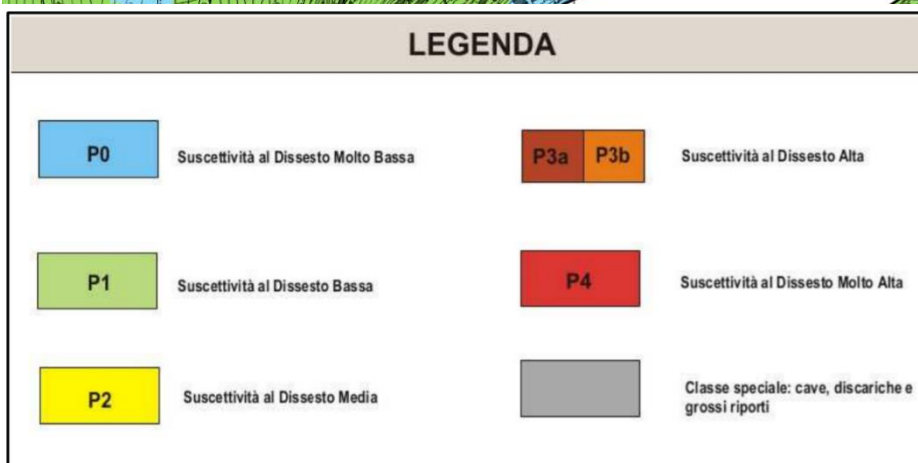 LEGENDA
P0
Suscettività al Dissesto Molto Bassa
P1
Suscettività al Dissesto Bassa
P2
Suscettività al Dissesto Media
P3a P3b
Suscettività al Dissesto Alta
P4
Suscettività al Dissesto Molto Alta
Classe speciale: cave, discariche e
grossi riporti